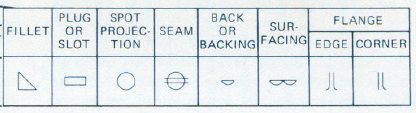 FILLET
PLUG
OR
SLOT
SPOT
PROJEC-
TION
SEAM
BACK
OR
BACKING
SUR-
FACING
FLANGE
EDGE
CORNER